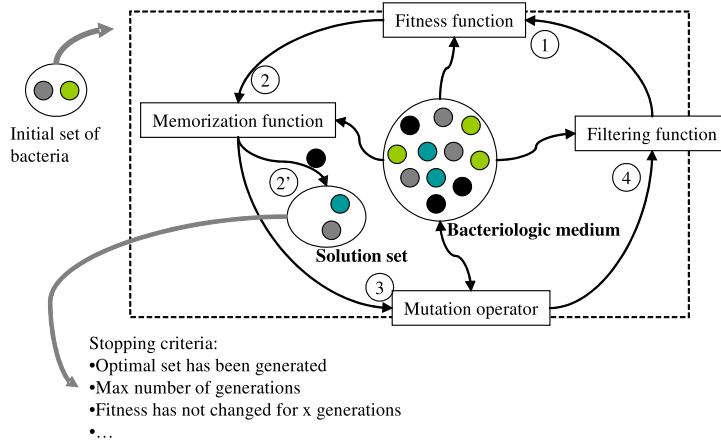 Fitness function
1
2
Initial set of
bacteria
Memorization function
Filtering function
2'
4
Bacteriologic medium
Solution set
3
Mutation operator
Stopping criteria:
•Optimal set has been generated
•Max number of generations
•Fitness has not changed for x generations
•…